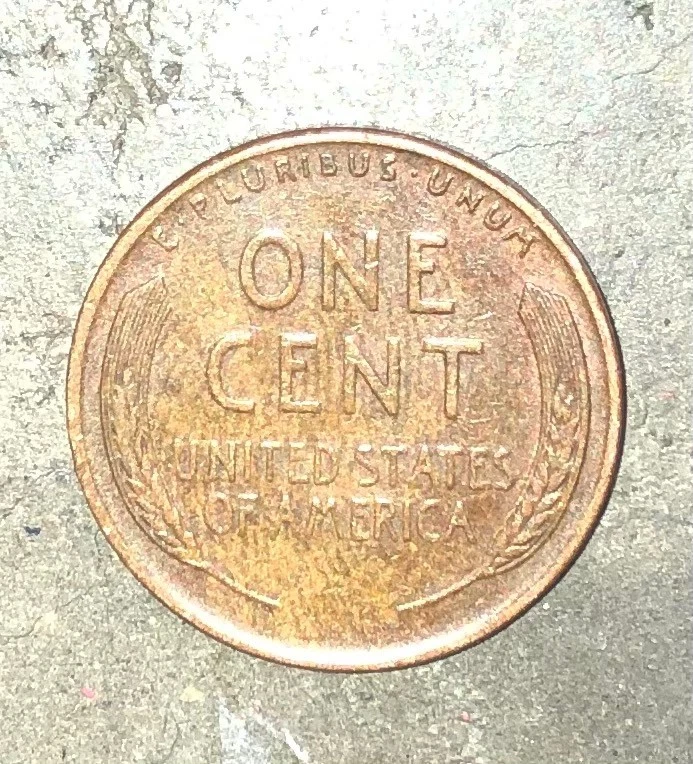 E·PLURIBUS·UNUM
ONE
CENT
UNITED STATES
OF AMERICA